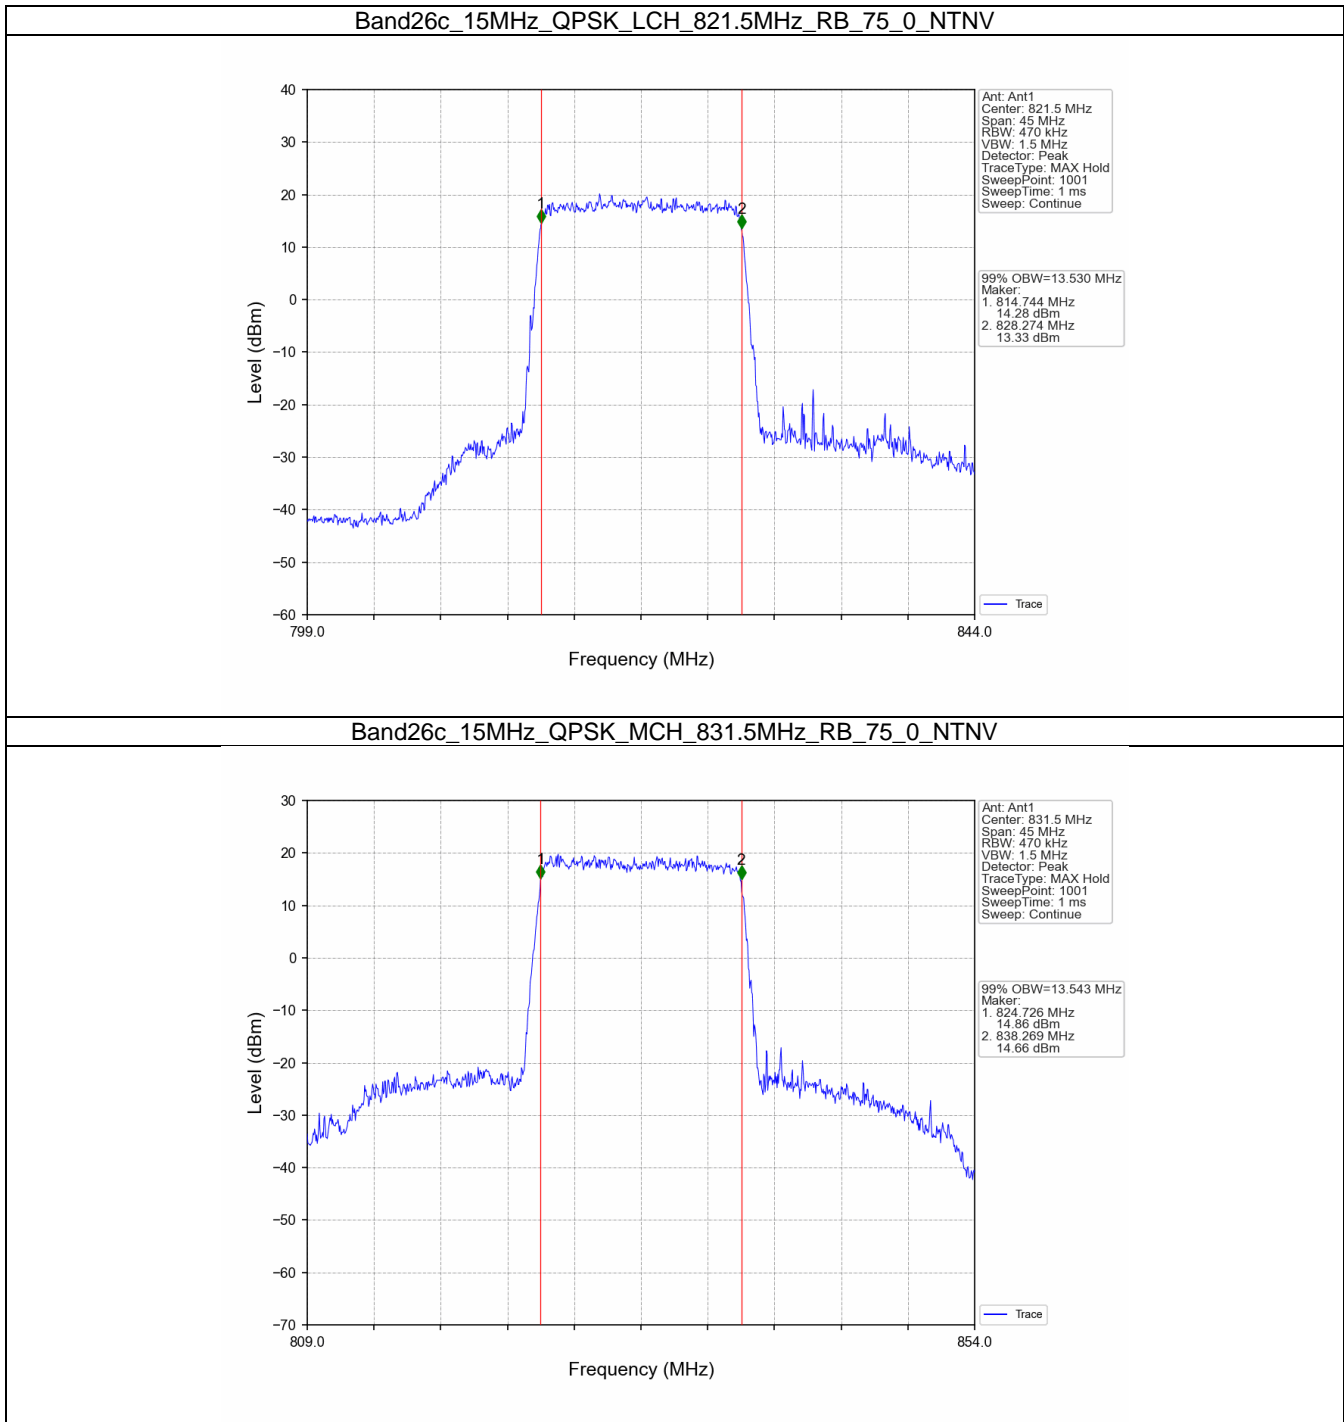 Band26c_15MHz_QPSK_LCH_821.5MHz_RB_75_0_NTNV
40
30
20
10
0
−10
−20
−30
−40
−50
−60
Level (dBm)
1
2
799.0
844.0
Frequency (MHz)
Ant: Ant1
Center: 821.5 MHz
Span: 45 MHz
RBW: 470 kHz
VBW: 1.5 MHz
Detector: Peak
TraceType: MAX Hold
SweepPoint: 1001
SweepTime: 1 ms
Sweep: Continue
99% OBW=13.530 MHz
Maker:
1. 814.744 MHz
14.28 dBm
2. 828.274 MHz
13.33 dBm
Trace
Band26c_15MHz_QPSK_MCH_831.5MHz_RB_75_0_NTNV
30
20
10
0
−10
−20
−30
−40
−50
−60
−70
Level (dBm)
1
2
809.0
854.0
Frequency (MHz)
Ant: Ant1
Center: 831.5 MHz
Span: 45 MHz
RBW: 470 kHz
VBW: 1.5 MHz
Detector: Peak
TraceType: MAX Hold
SweepPoint: 1001
SweepTime: 1 ms
Sweep: Continue
99% OBW=13.543 MHz
Maker:
1. 824.726 MHz
14.86 dBm
2. 838.269 MHz
14.66 dBm
Trace